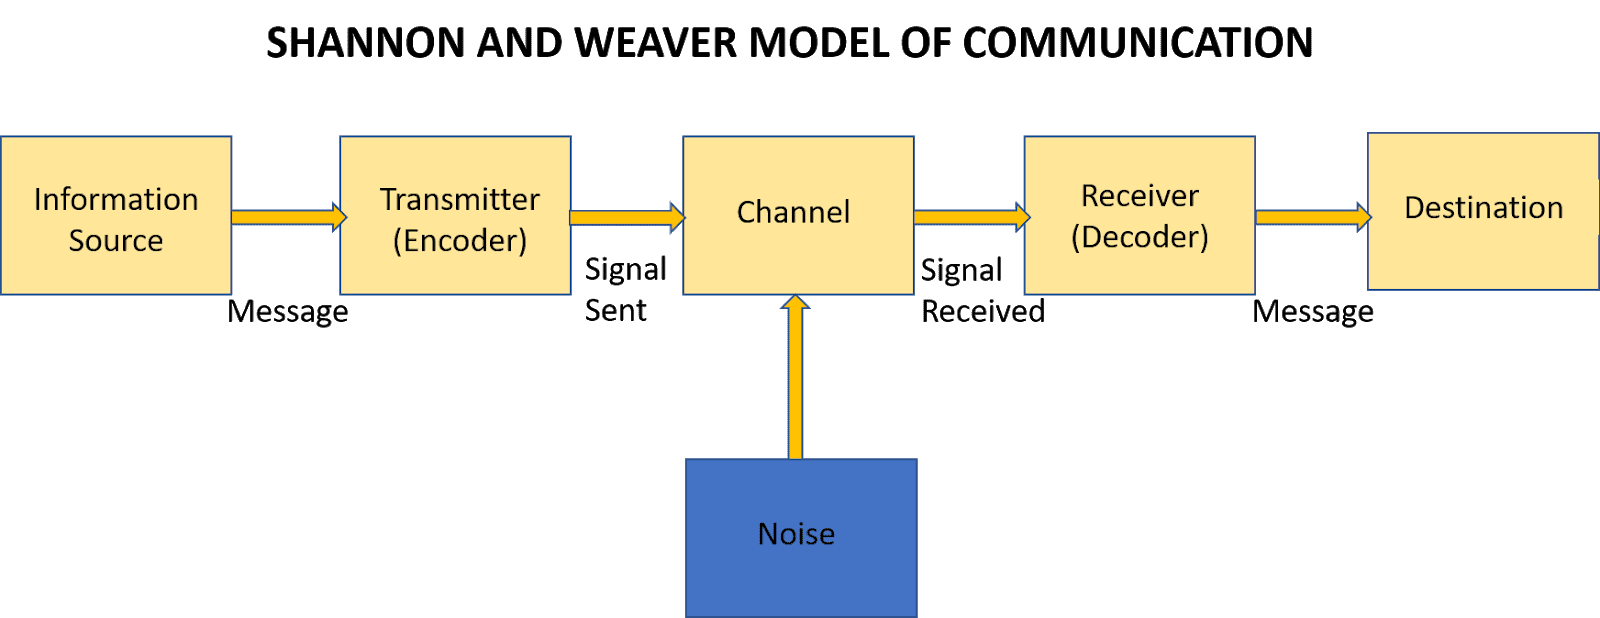 SHANNON AND WEAVER MODEL OF COMMUNICATION
Information
Source
Message
Transmitter
(Encoder)
Signal
Sent
Channel
Signal
Received
Receiver
(Decoder)
Message
Destination
Noise